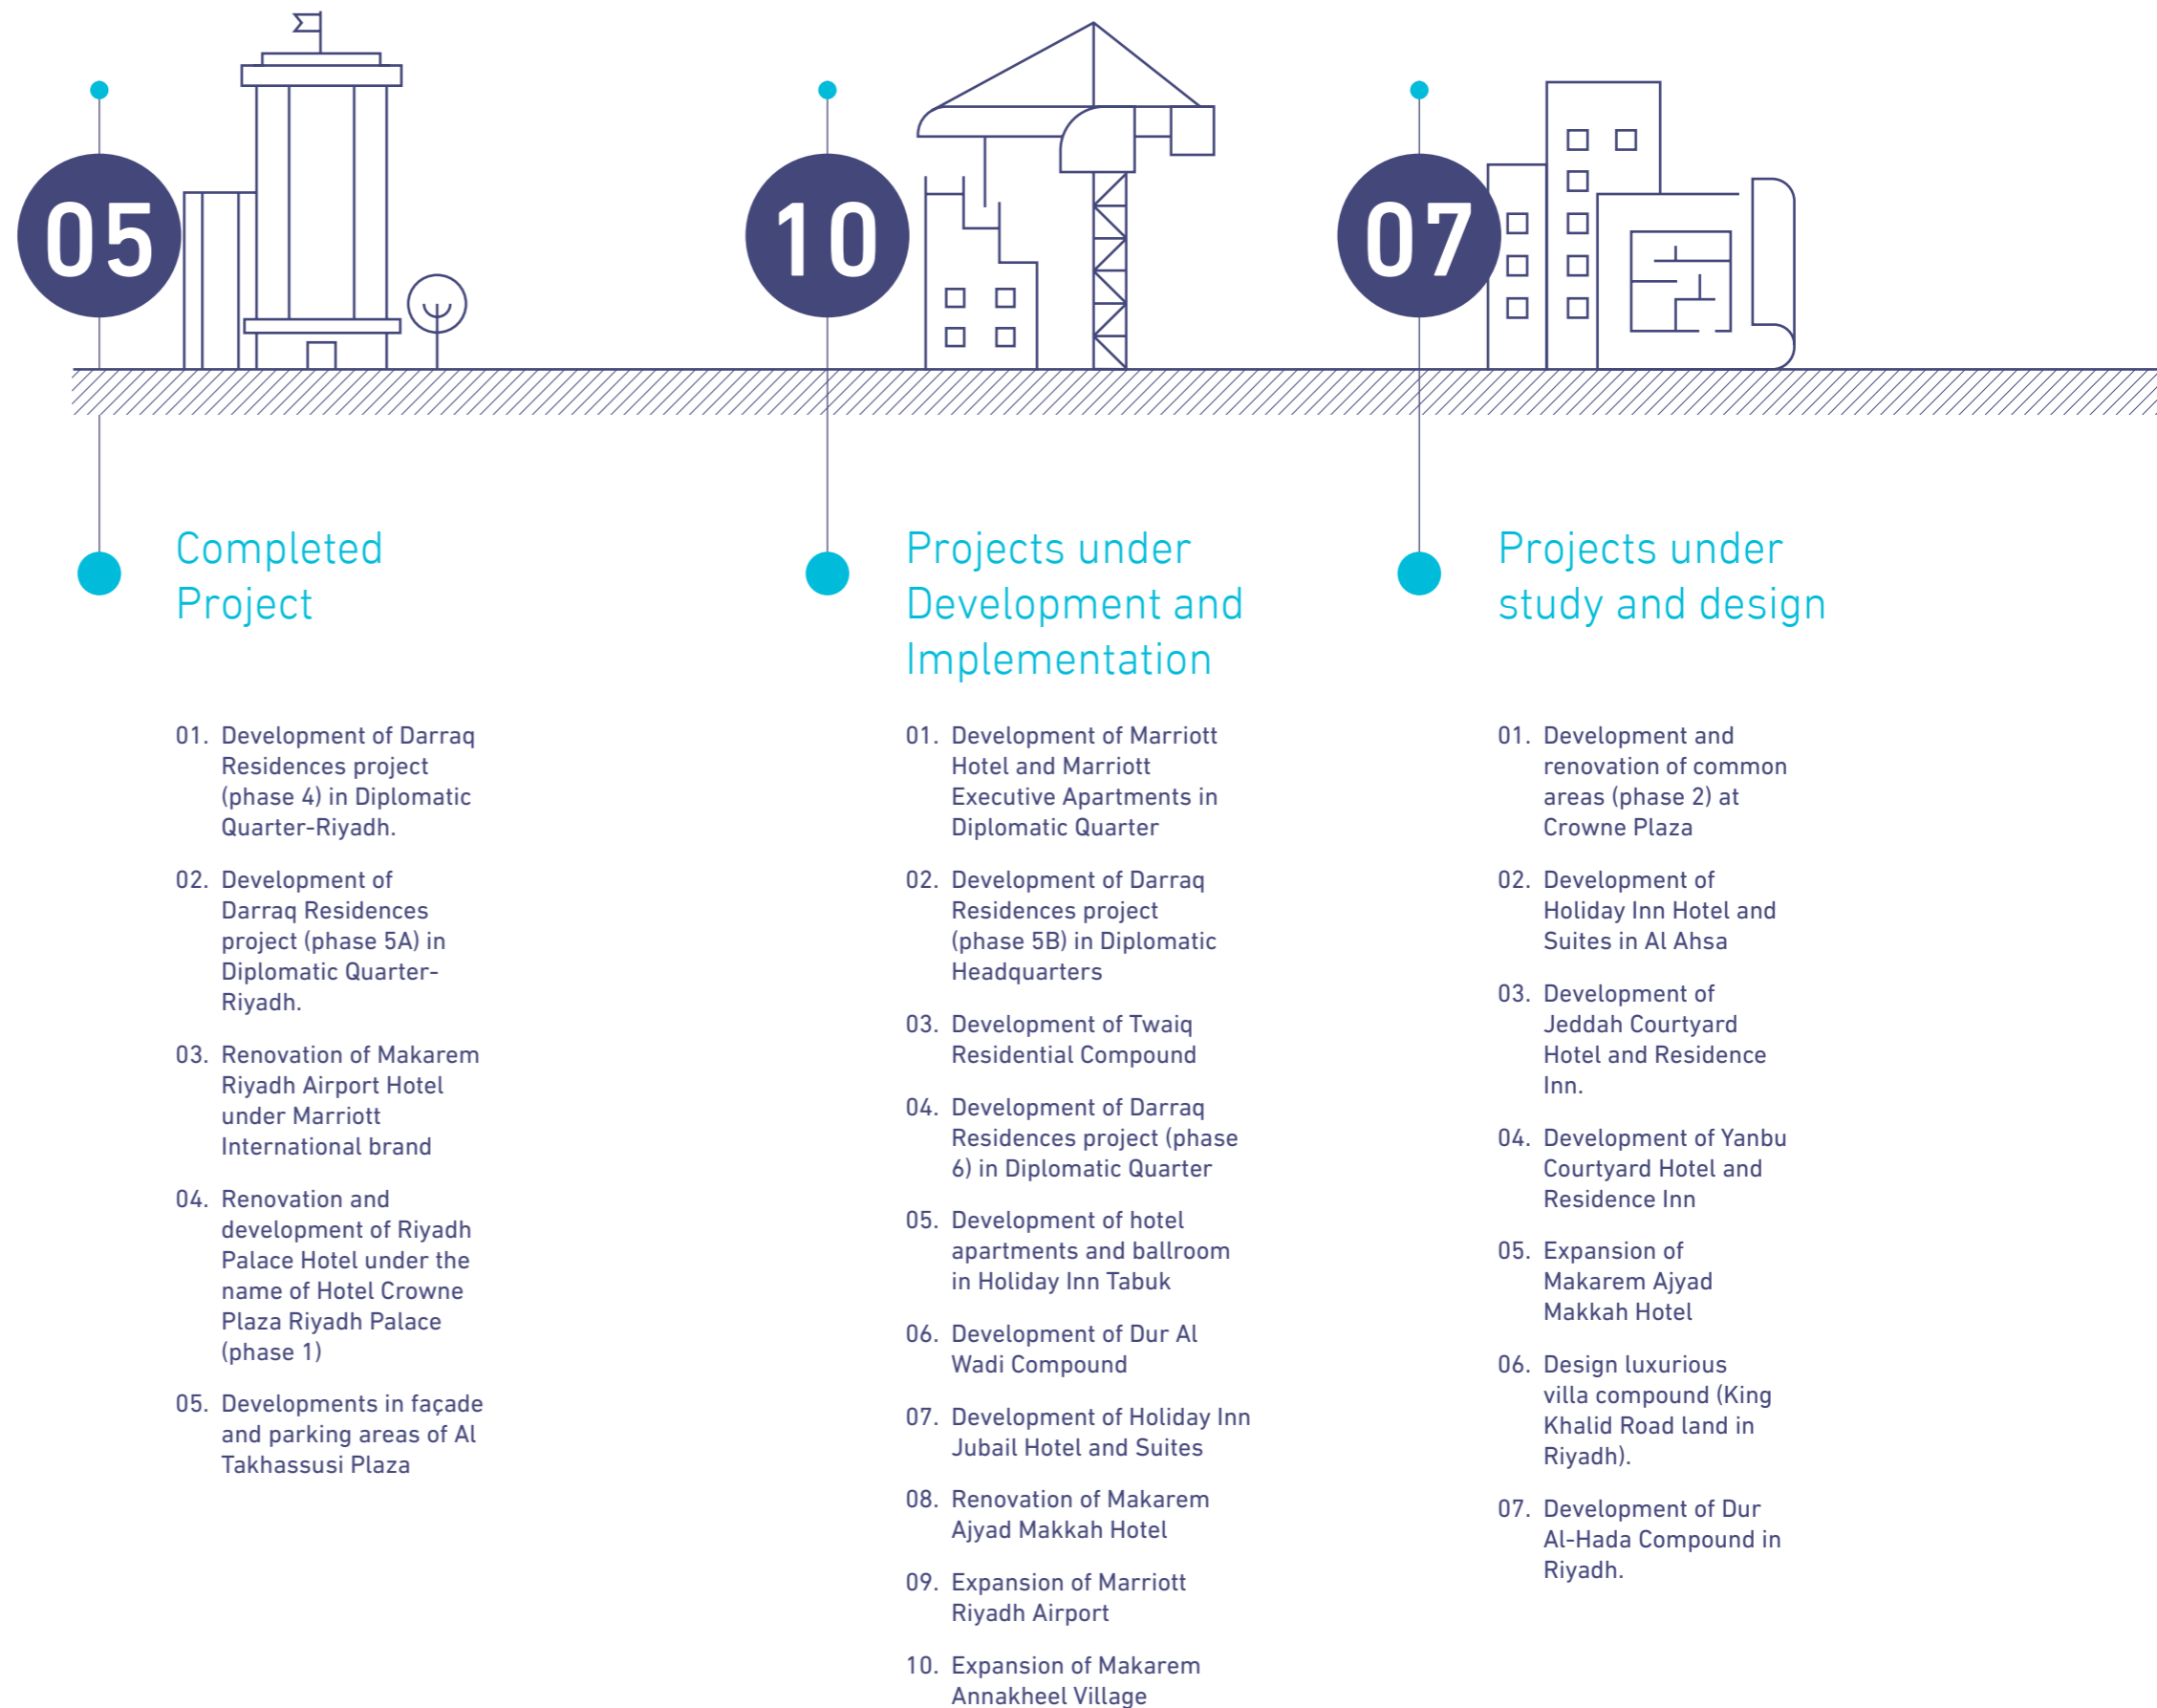 05
Completed
Project
01. Development of Darraq
Residences project
(phase 4) in Diplomatic
Quarter-Riyadh.
02. Development of
Darraq Residences
project (phase 5A) in
Diplomatic Quarter-
Riyadh.
03. Renovation of Makarem
Riyadh Airport Hotel
under Marriott
International brand
04. Renovation and
development of Riyadh
Palace Hotel under the
name of Hotel Crowne
Plaza Riyadh Palace
(phase 1)
05. Developments in façade
and parking areas of Al
Takhassusi Plaza
10
Projects under
Development and
Implementation
01. Development of Marriott
Hotel and Marriott
Executive Apartments in
Diplomatic Quarter
02. Development of Darraq
Residences project
(phase 5B) in Diplomatic
Headquarters
03. Development of Twaiq
Residential Compound
04. Development of Darraq
Residences project (phase
6) in Diplomatic Quarter
05. Development of hotel
apartments and ballroom
in Holiday Inn Tabuk
06. Development of Dur Al
Wadi Compound
07. Development of Holiday Inn
Jubail Hotel and Suites
08. Renovation of Makarem
Ajyad Makkah Hotel
09. Expansion of Marriott
Riyadh Airport
10. Expansion of Makarem
Annakheel Village
07
Projects under
study and design
01. Development and
renovation of common
areas (phase 2) at
Crowne Plaza
02. Development of
Holiday Inn Hotel and
Suites in Al Ahsa
03. Development of
Jeddah Courtyard
Hotel and Residence
Inn.
04. Development of Yanbu
Courtyard Hotel and
Residence Inn
05. Expansion of
Makarem Ajyad
Makkah Hotel
06. Design luxurious
villa compound (King
Khalid Road land in
Riyadh).
07. Development of Dur
Al-Hada Compound in
Riyadh.